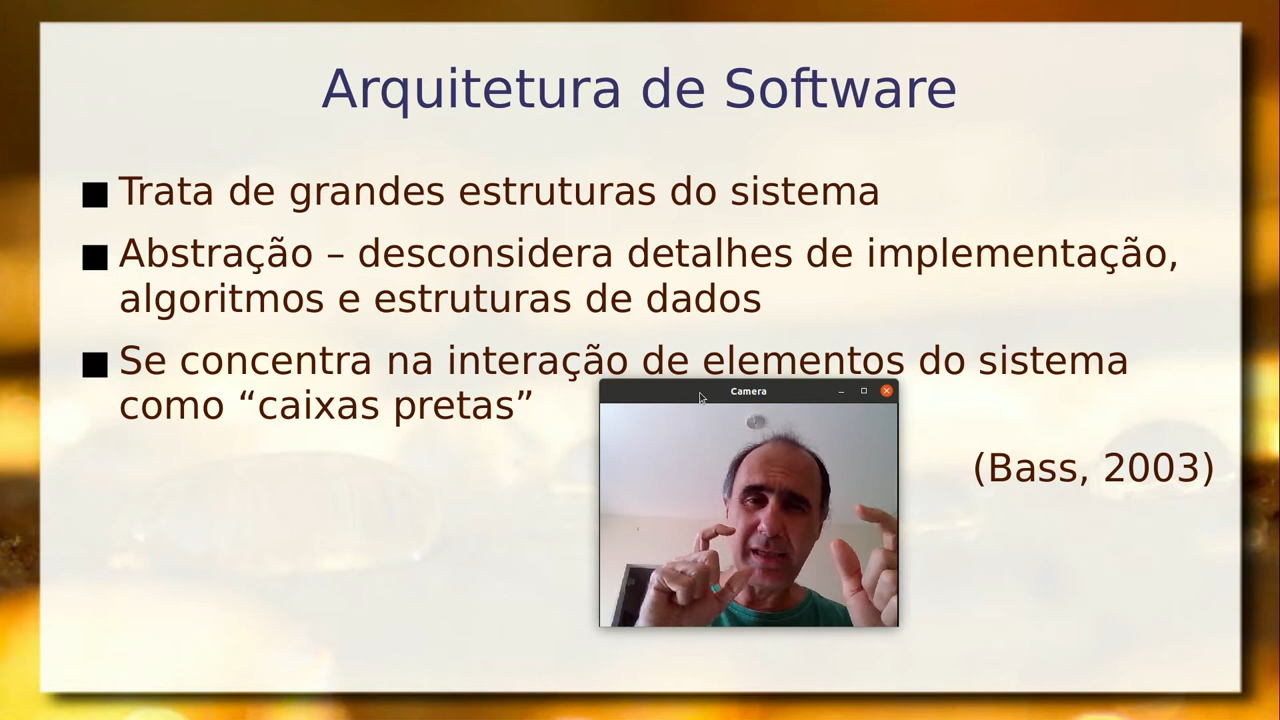 Arquitetura de Software
■ Trata de grandes estruturas do sistema
■ Abstração – desconsidera detalhes de implementação,
algoritmos e estruturas de dados
■ Se concentra na interação de elementos do sistema
como “caixas pretas”
Camera
(Bass, 2003)